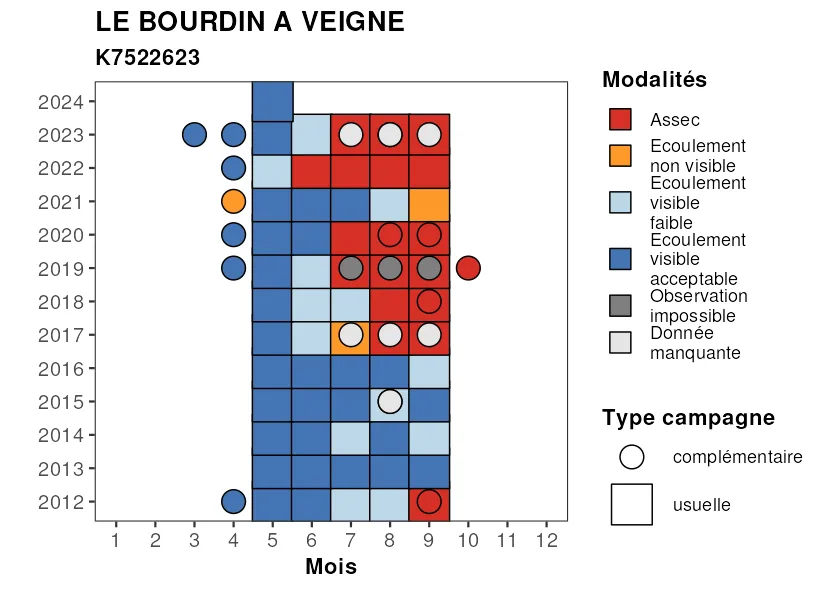 LE BOURDIN A VEIGNE
K7522623
2024
2023
2022
2021
2020
2019
2018
2017
2016
2015
2014
2013
2012
1 2 3 4 5 6 7 8 9 10 11 12
Mois
Modalités
Assec
Ecoulement
non visible
Ecoulement
visible
faible
Ecoulement
visible
acceptable
Observation
impossible
Donnée
manquante
Type campagne
complémentaire
usuelle